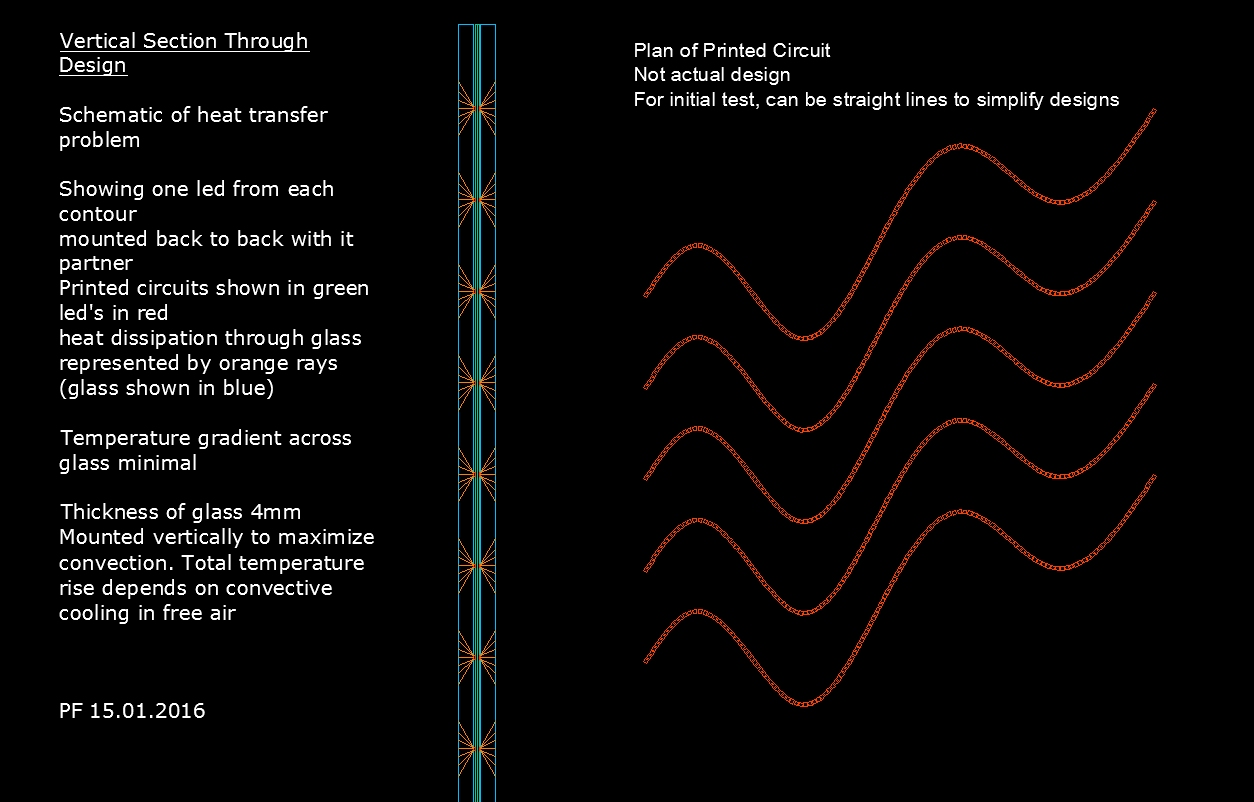 Vertical Section Through
Design
Schematic of heat transfer
problem
Showing one led from each
contour
mounted back to back with it
partner
Printed circuits shown in green
led's in red
heat dissipation through glass
represented by orange rays
(glass shown in blue)
Temperature gradient across
glass minimal
Thickness of glass 4mm
Mounted vertically to maximize
convection. Total temperature
rise depends on convective
cooling in free air
PF 15.01.2016
Plan of Printed Circuit
Not actual design
For initial test, can be straight lines to simplify designs